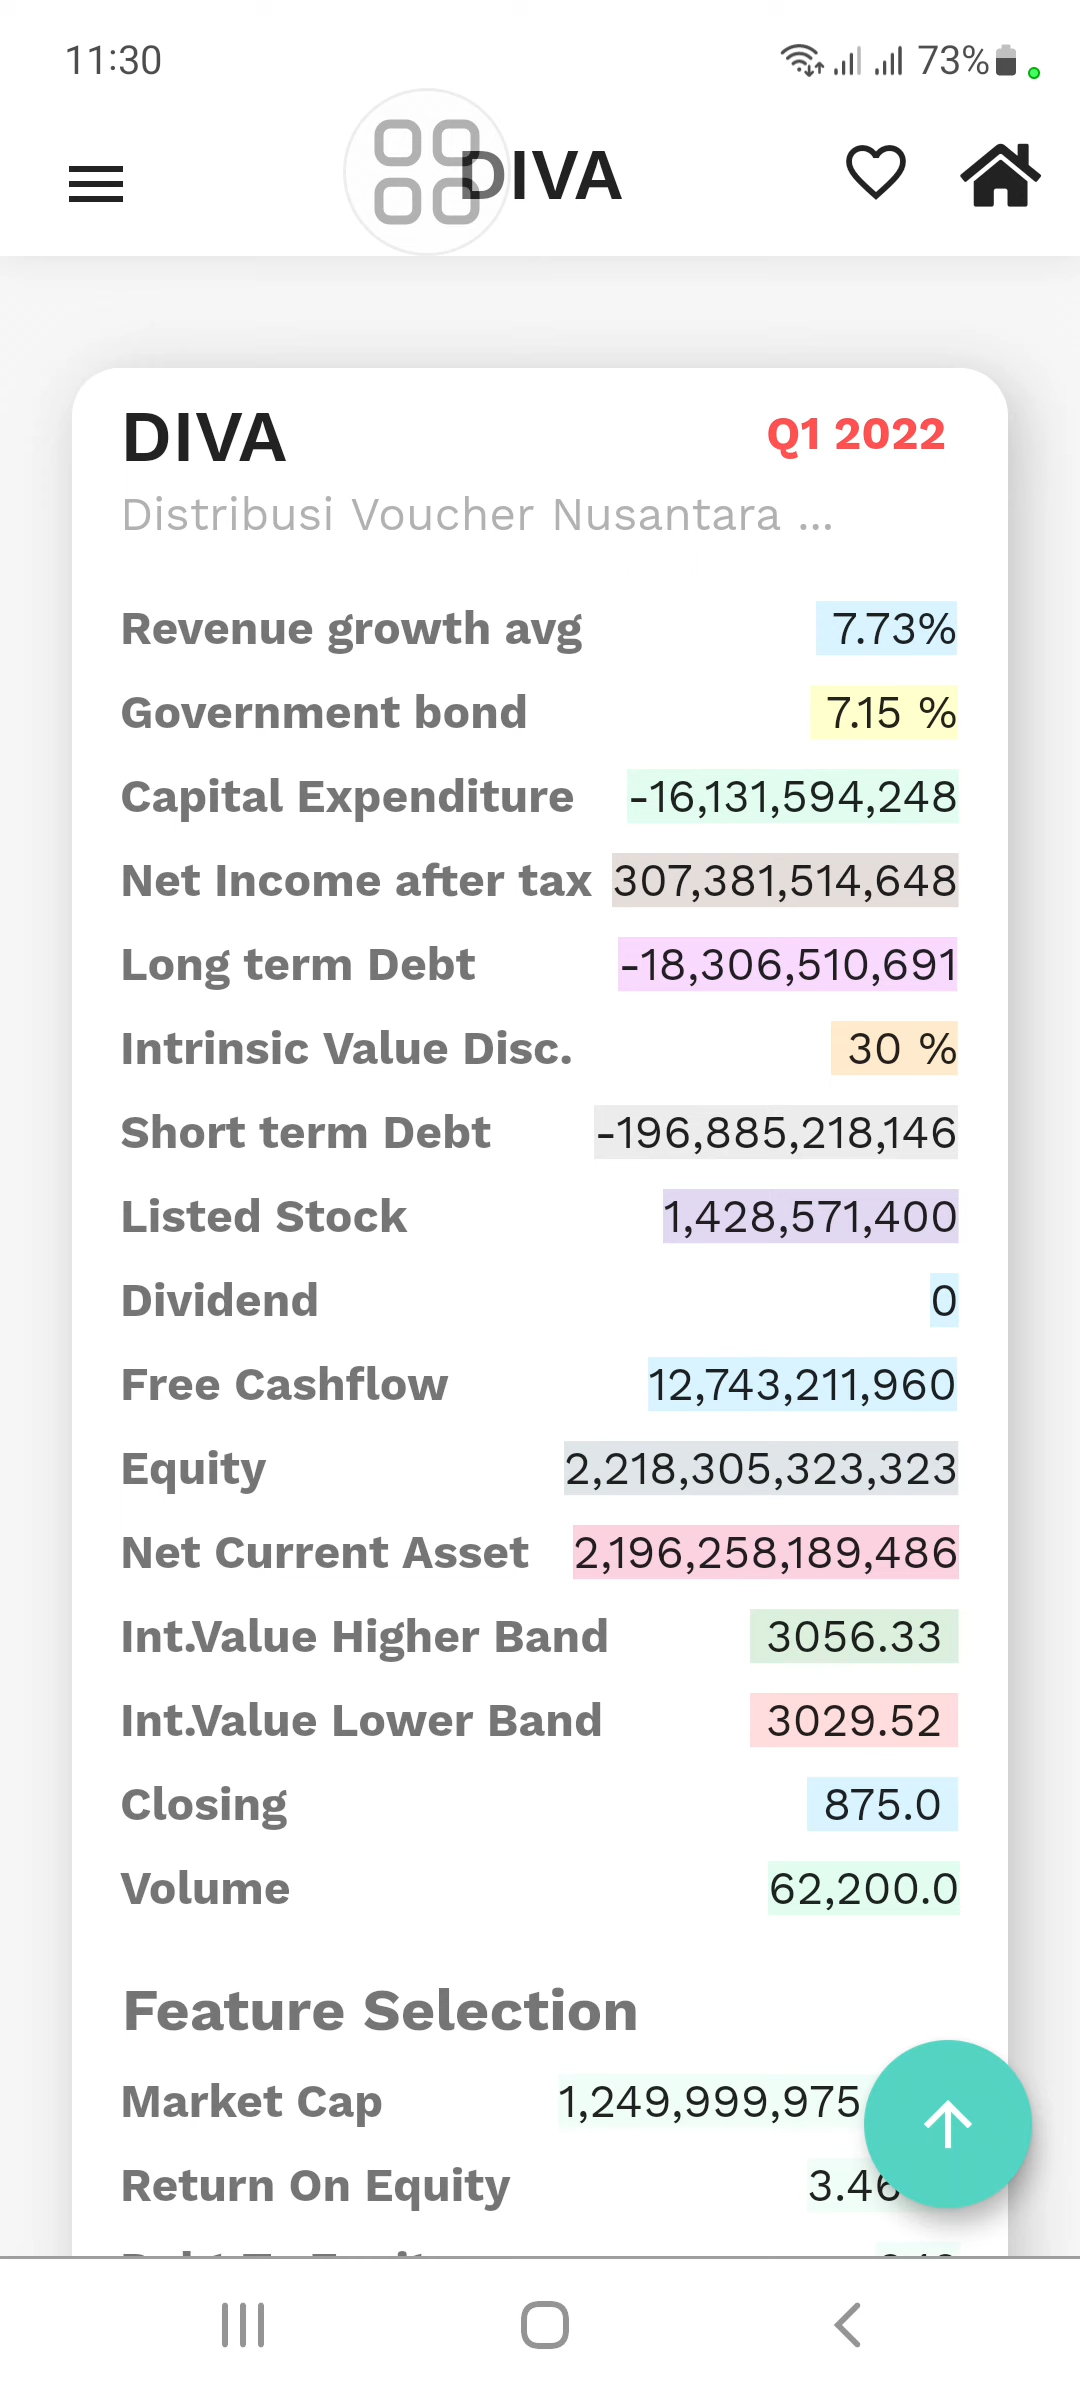 11:30 73%
DIVA
DIVA Q1 2022
Distribusi Voucher Nusantara ...
Revenue growth avg 7.73%
Government bond 7.15 %
Capital Expenditure -16,131,594,248
Net Income after tax 307,381,514,648
Long term Debt -18,306,510,691
Intrinsic Value Disc. 30 %
Short term Debt -196,885,218,146
Listed Stock 1,428,571,400
Dividend 0
Free Cashflow 12,743,211,960
Equity 2,218,305,323,323
Net Current Asset 2,196,258,189,486
Int.Value Higher Band 3056.33
Int.Value Lower Band 3029.52
Closing 875.0
Volume 62,200.0
Feature Selection
Market Cap 1,249,999,975
Return On Equity 3.46